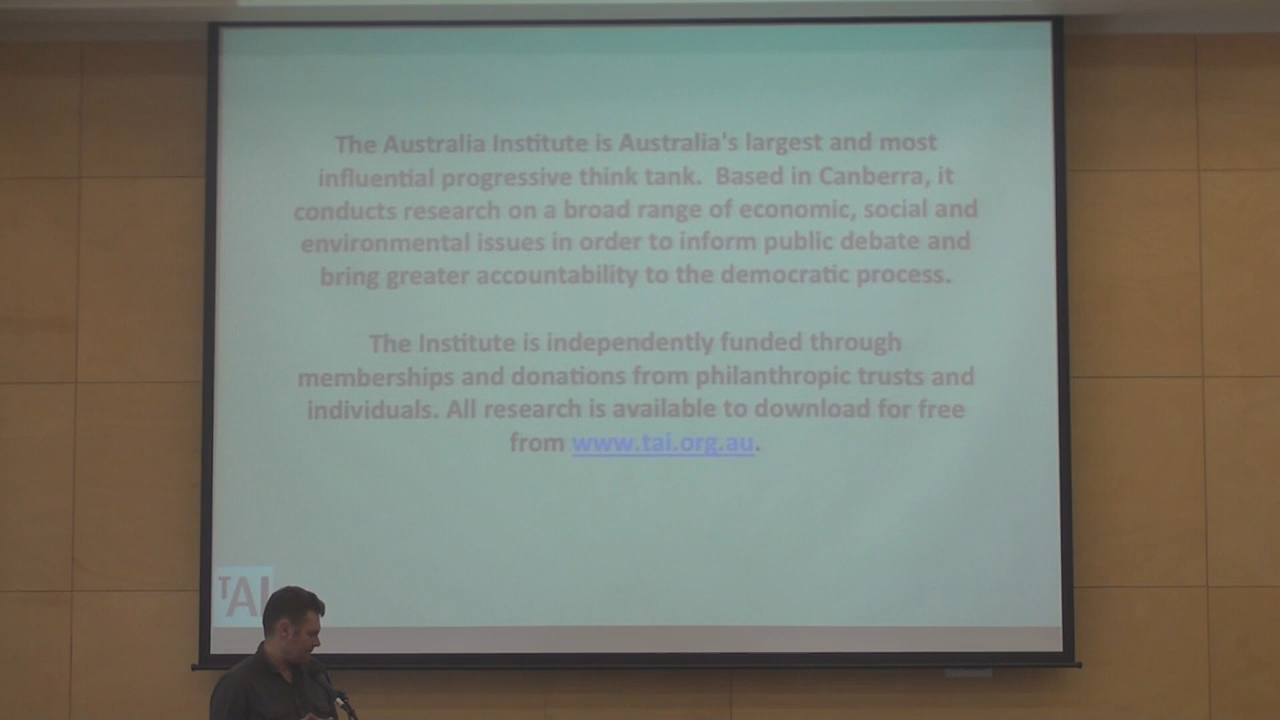 The Australia Institute is Australia's largest and most
influential progressive think tank.  Based in Canberra, it
conducts research on a broad range of economic, social and
environmental issues in order to inform public debate and
bring greater accountability to the democratic process.
The Institute is independently funded through
memberships and donations from philanthropic trusts and
individuals. All research is available to download for free
from www.tai.org.au.
TAI